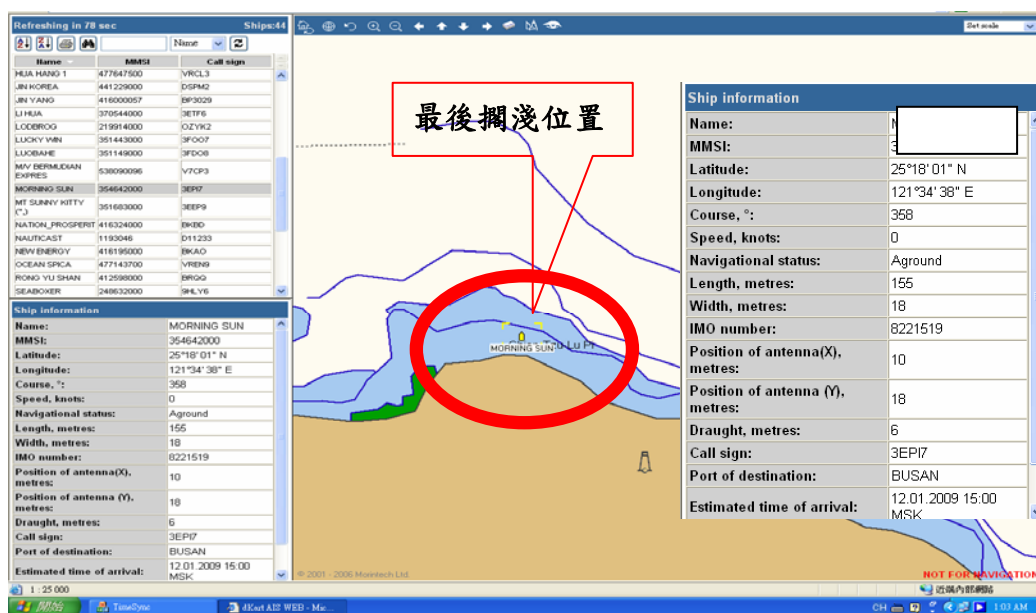 Refreshing in 78 sec Ships:44
Name
Name MMSI Call sign
HUA HANG 1 477647500 VRCL3
JIN KOREA 441229000 DSPM2
JIN YANG 416000057 BP3029
LI HUA 370544000 3ETF6
LODBROG 219914000 OZYK2
LUCKY WIN 351443000 3FOO7
LUOBAHE 351149000 3FDO8
M/V BERMUDIAN EXPRES 538090096 V7CP3
MORNING SUN 354642000 3EPI7
MT SUNNY KITTY (*,) 351683000 3EEP9
NATION_PROSPERIT 416324000 BKBD
NAUTICAST 1193046 D11233
NEW ENERGY 416195000 BKAO
OCEAN SPICA 477143700 VREN9
RONG YU SHAN 412598000 BRGG
SEABOXER 248632000 9HLY6
Ship information
Name: MORNING SUN
MMSI: 354642000
Latitude: 25°18'01" N
Longitude: 121°34'38" E
Course, °: 358
Speed, knots: 0
Navigational status: Aground
Length, metres: 155
Width, metres: 18
IMO number: 8221519
Position of antenna(X), metres: 10
Position of antenna (Y), metres: 18
Draught, metres: 6
Call sign: 3EPI7
Port of destination: BUSAN
Estimated time of arrival: 12.01.2009 15:00 MSK
Set scale
最後擱淺位置
MORNING SUN
Tzu Lu Pi
© 2001 - 2006 Morintech Ltd.
NOT FOR NAVIGATION
Ship information
Name:
MMSI: 3
Latitude: 25°18'01" N
Longitude: 121°34'38" E
Course, °: 358
Speed, knots: 0
Navigational status: Aground
Length, metres: 155
Width, metres: 18
IMO number: 8221519
Position of antenna(X), metres: 10
Position of antenna (Y), metres: 18
Draught, metres: 6
Call sign: 3EPI7
Port of destination: BUSAN
Estimated time of arrival: 12.01.2009 15:00 MSK
1 : 25 000
近端內部網路
開始 TimeSync dKart AIS WEB - Mic... CH 1:03 AM